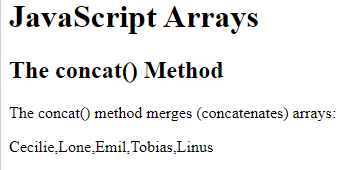 JavaScript Arrays
The concat() Method
The concat() method merges (concatenates) arrays:
Cecilie,Lone,Emil,Tobias,Linus